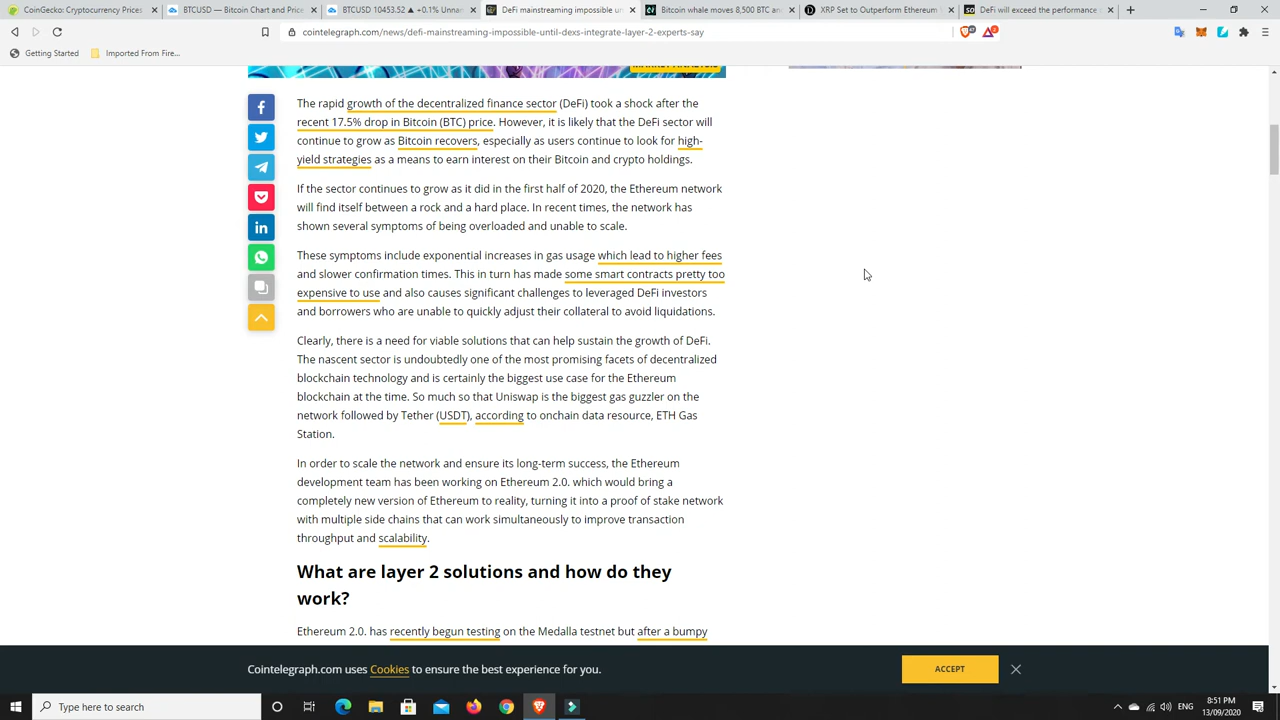 CoinGecko: Cryptocurrency Prices
BTCUSD — Bitcoin Chart and Price
BTCUSD 10453.52 ▲ +0.1% Unnam
DeFi mainstreaming impossible un
Bitcoin whale moves 8,500 BTC an
XRP Set to Outperform Ethereum
DeFi will exceed the performance
cointelegraph.com/news/defi-mainstreaming-impossible-until-dexs-integrate-layer-2-experts-say
Getting Started
Imported From Fire...
The rapid growth of the decentralized finance sector (DeFi) took a shock after the
recent 17.5% drop in Bitcoin (BTC) price. However, it is likely that the DeFi sector will
continue to grow as Bitcoin recovers, especially as users continue to look for high-
yield strategies as a means to earn interest on their Bitcoin and crypto holdings.
If the sector continues to grow as it did in the first half of 2020, the Ethereum network
will find itself between a rock and a hard place. In recent times, the network has
shown several symptoms of being overloaded and unable to scale.
These symptoms include exponential increases in gas usage which lead to higher fees
and slower confirmation times. This in turn has made some smart contracts pretty too
expensive to use and also causes significant challenges to leveraged DeFi investors
and borrowers who are unable to quickly adjust their collateral to avoid liquidations.
Clearly, there is a need for viable solutions that can help sustain the growth of DeFi.
The nascent sector is undoubtedly one of the most promising facets of decentralized
blockchain technology and is certainly the biggest use case for the Ethereum
blockchain at the time. So much so that Uniswap is the biggest gas guzzler on the
network followed by Tether (USDT), according to onchain data resource, ETH Gas
Station.
In order to scale the network and ensure its long-term success, the Ethereum
development team has been working on Ethereum 2.0. which would bring a
completely new version of Ethereum to reality, turning it into a proof of stake network
with multiple side chains that can work simultaneously to improve transaction
throughput and scalability.
What are layer 2 solutions and how do they
work?
Ethereum 2.0. has recently begun testing on the Medalla testnet but after a bumpy
Cointelegraph.com uses Cookies to ensure the best experience for you.
ACCEPT
Type here to search
ENG
8:51 PM
13/09/2020